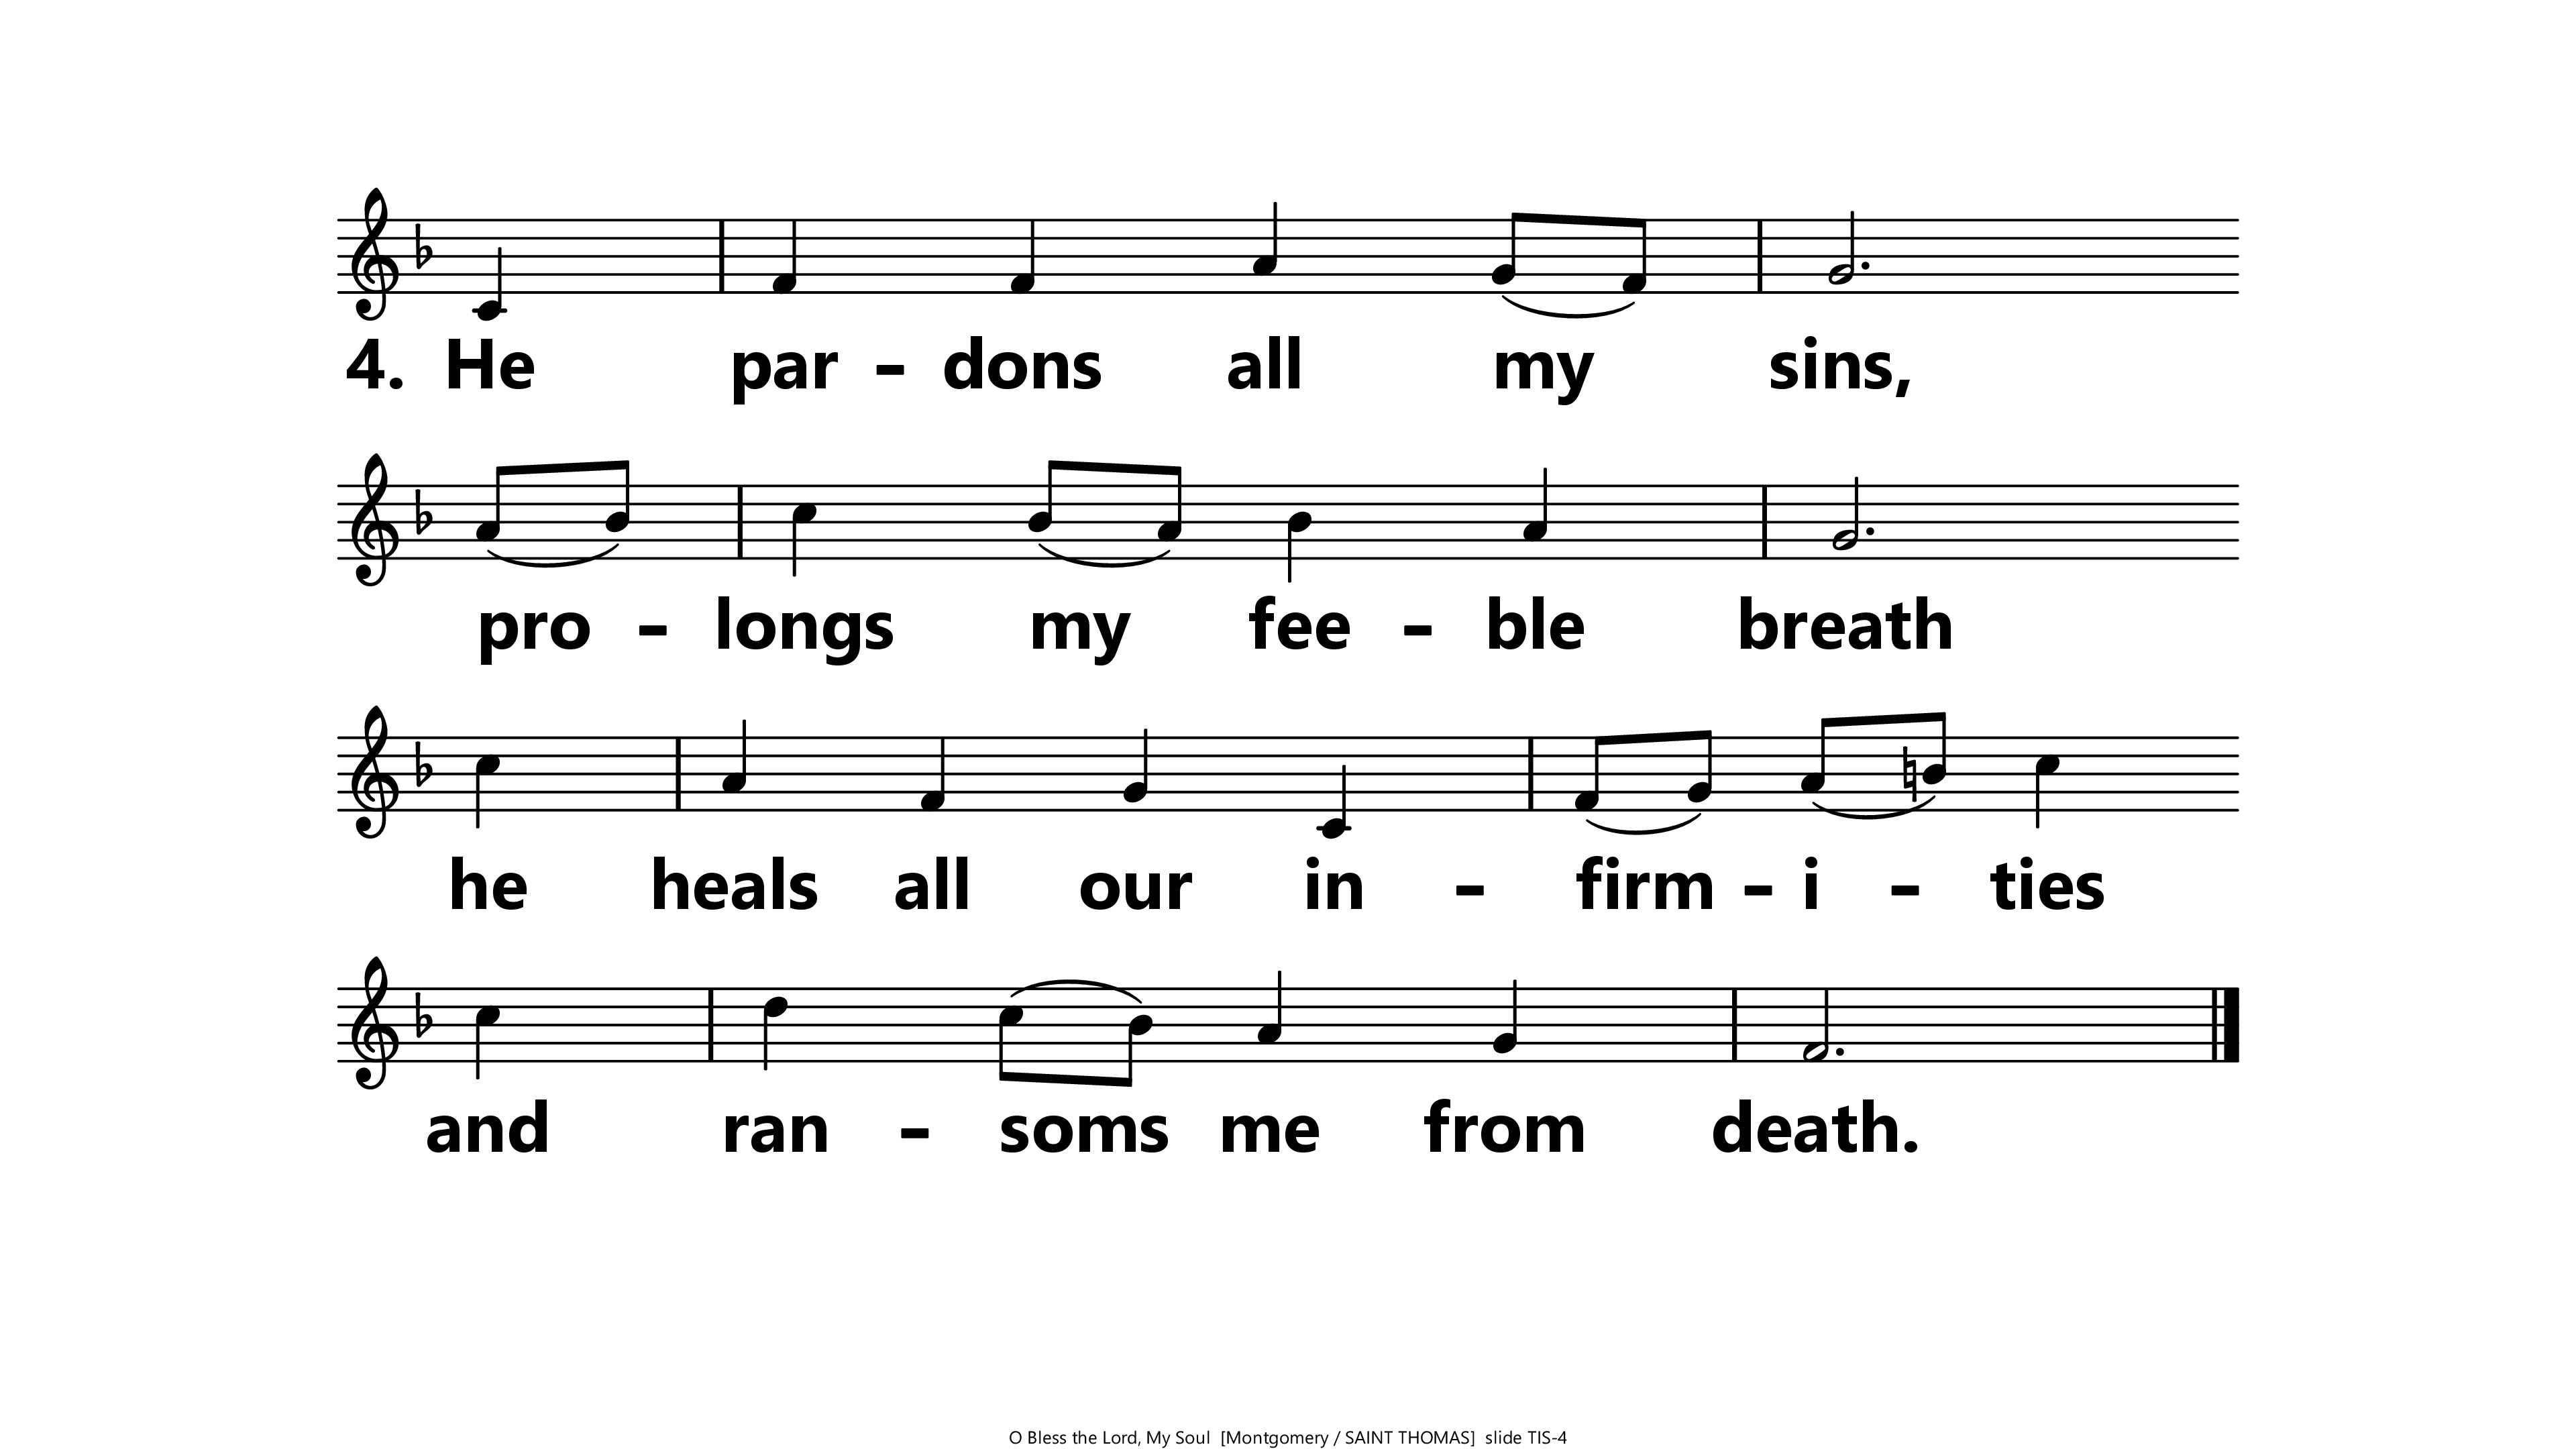 4. He par - dons all my sins,
pro - longs my fee - ble breath
he heals all our in - firm - i - ties
and ran - soms me from death.
O Bless the Lord, My Soul [Montgomery / SAINT THOMAS] slide TIS-4